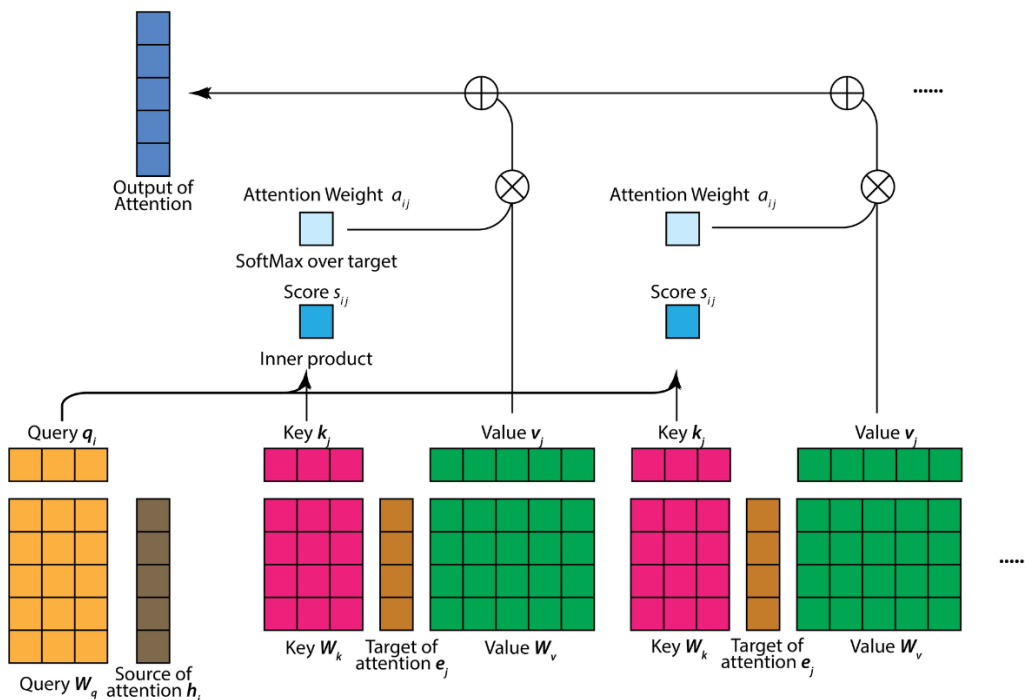 Output of
Attention
Attention Weight a_ij
SoftMax over target
Score s_ij
Inner product
Attention Weight a_ij
Score s_ij
......
Query q_i
Key k_j
Value v_j
Key k_j
Value v_j
.....
Query W_q
Source of
attention h_i
Key W_k
Target of
attention e_j
Value W_v
Key W_k
Target of
attention e_j
Value W_v